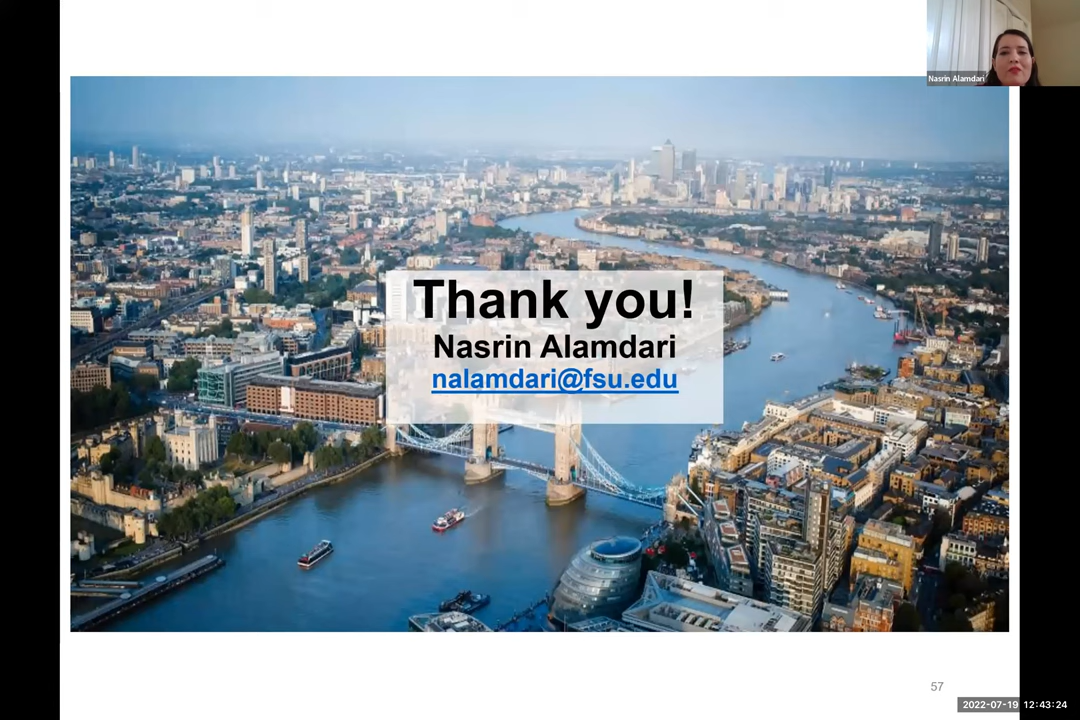 Nasrin Alamdari
Thank you!
Nasrin Alamdari
nalamdari@fsu.edu
57
2022-07-19 12:43:24